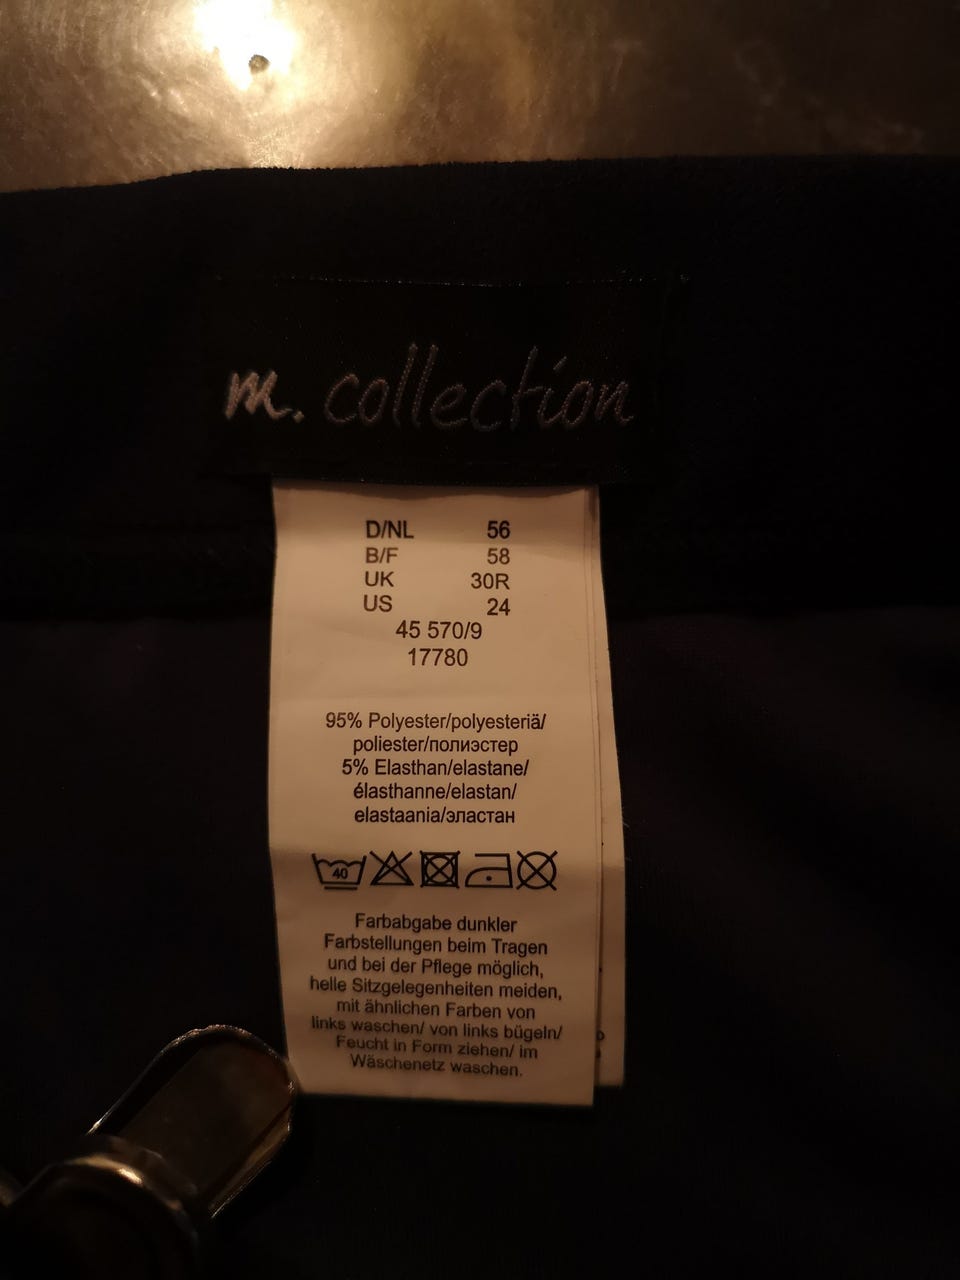 m. collection
D/NL 56
B/F 58
UK 30R
US 24
45 570/9
17780
95% Polyester/polyesteriä/
poliester/полиэстер
5% Elasthan/elastane/
élasthanne/elastan/
elastaania/эластан
40
Farbabgabe dunkler
Farbstellungen beim Tragen
und bei der Pflege möglich,
helle Sitzgelegenheiten meiden,
mit ähnlichen Farben von
links waschen/ von links bügeln/
Feucht in Form ziehen/ im
Wäschenetz waschen.